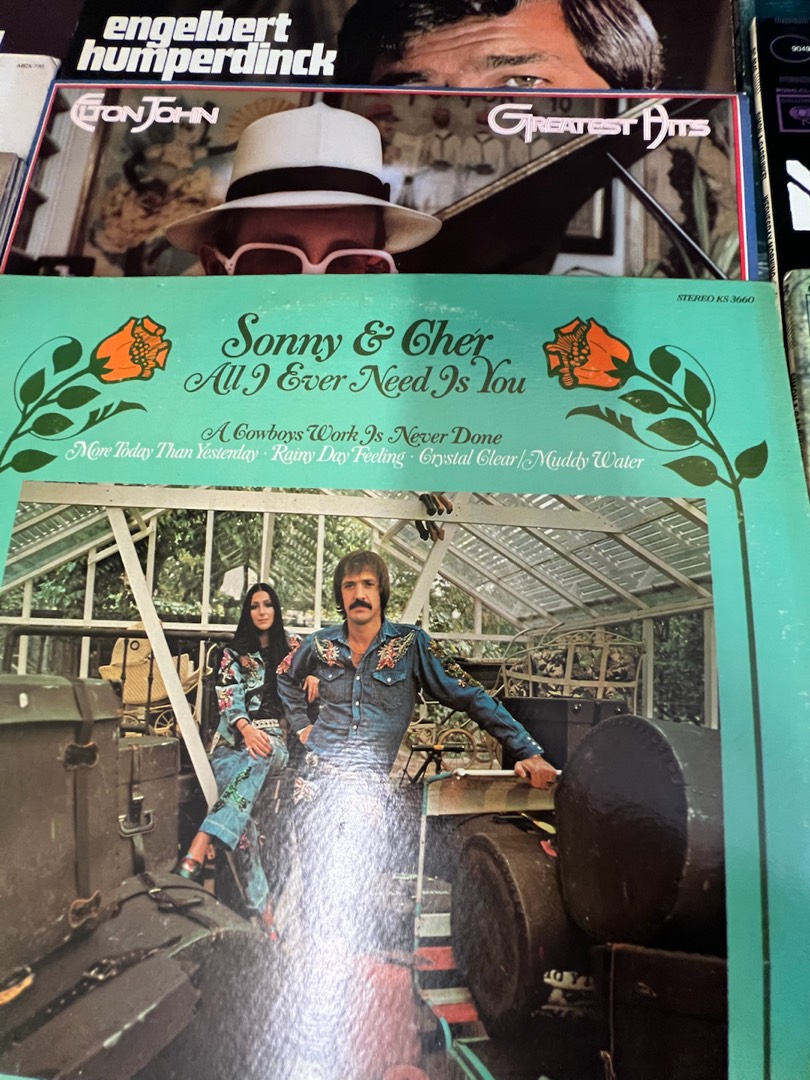 engelbert
humperdinck
ELTON JOHN
GREATEST HITS
STEREO KS 3660
Sonny & Chér
All I Ever Need Is You
A Cowboys Work Is Never Done
More Today Than Yesterday · Rainy Day Feeling · Crystal Clear/Muddy Water